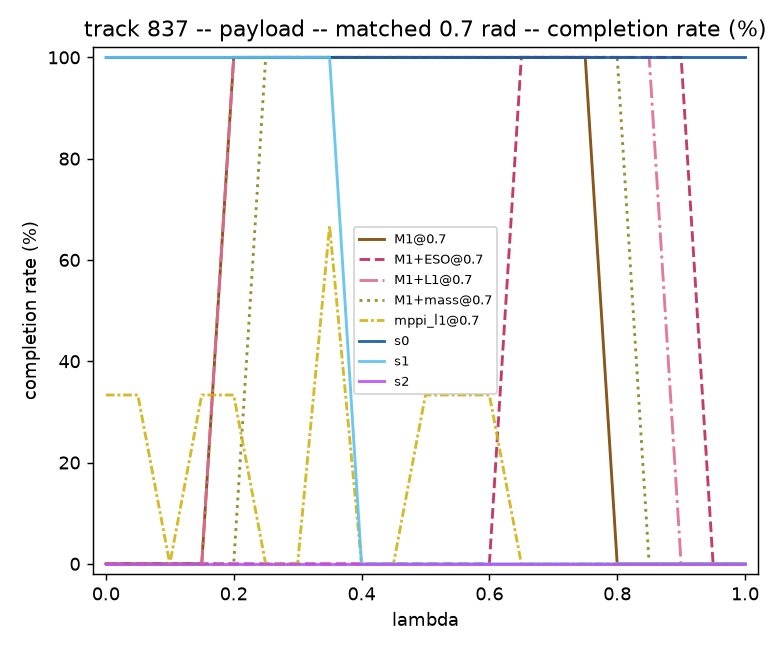 track 837 -- payload -- matched 0.7 rad -- completion rate (%)
completion rate (%)
100
80
60
40
20
0
M1@0.7
M1+ESO@0.7
M1+L1@0.7
M1+mass@0.7
mppi_l1@0.7
s0
s1
s2
0.0 0.2 0.4 0.6 0.8 1.0
lambda